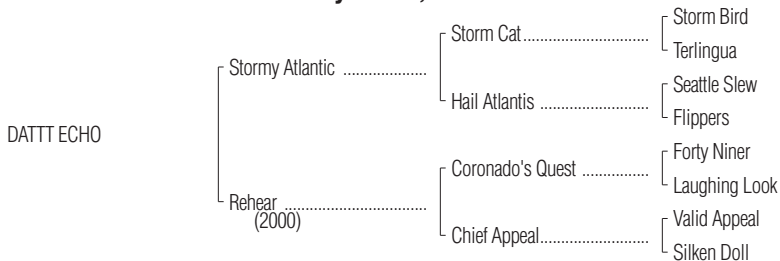 Storm Bird
Storm Cat..............................
Terlingua
Stormy Atlantic ....................
Seattle Slew
Hail Atlantis ..........................
Flippers
DATTT ECHO
Forty Niner
Coronado's Quest ................
Laughing Look
Rehear ..................................
(2000)
Valid Appeal
Chief Appeal..........................
Silken Doll